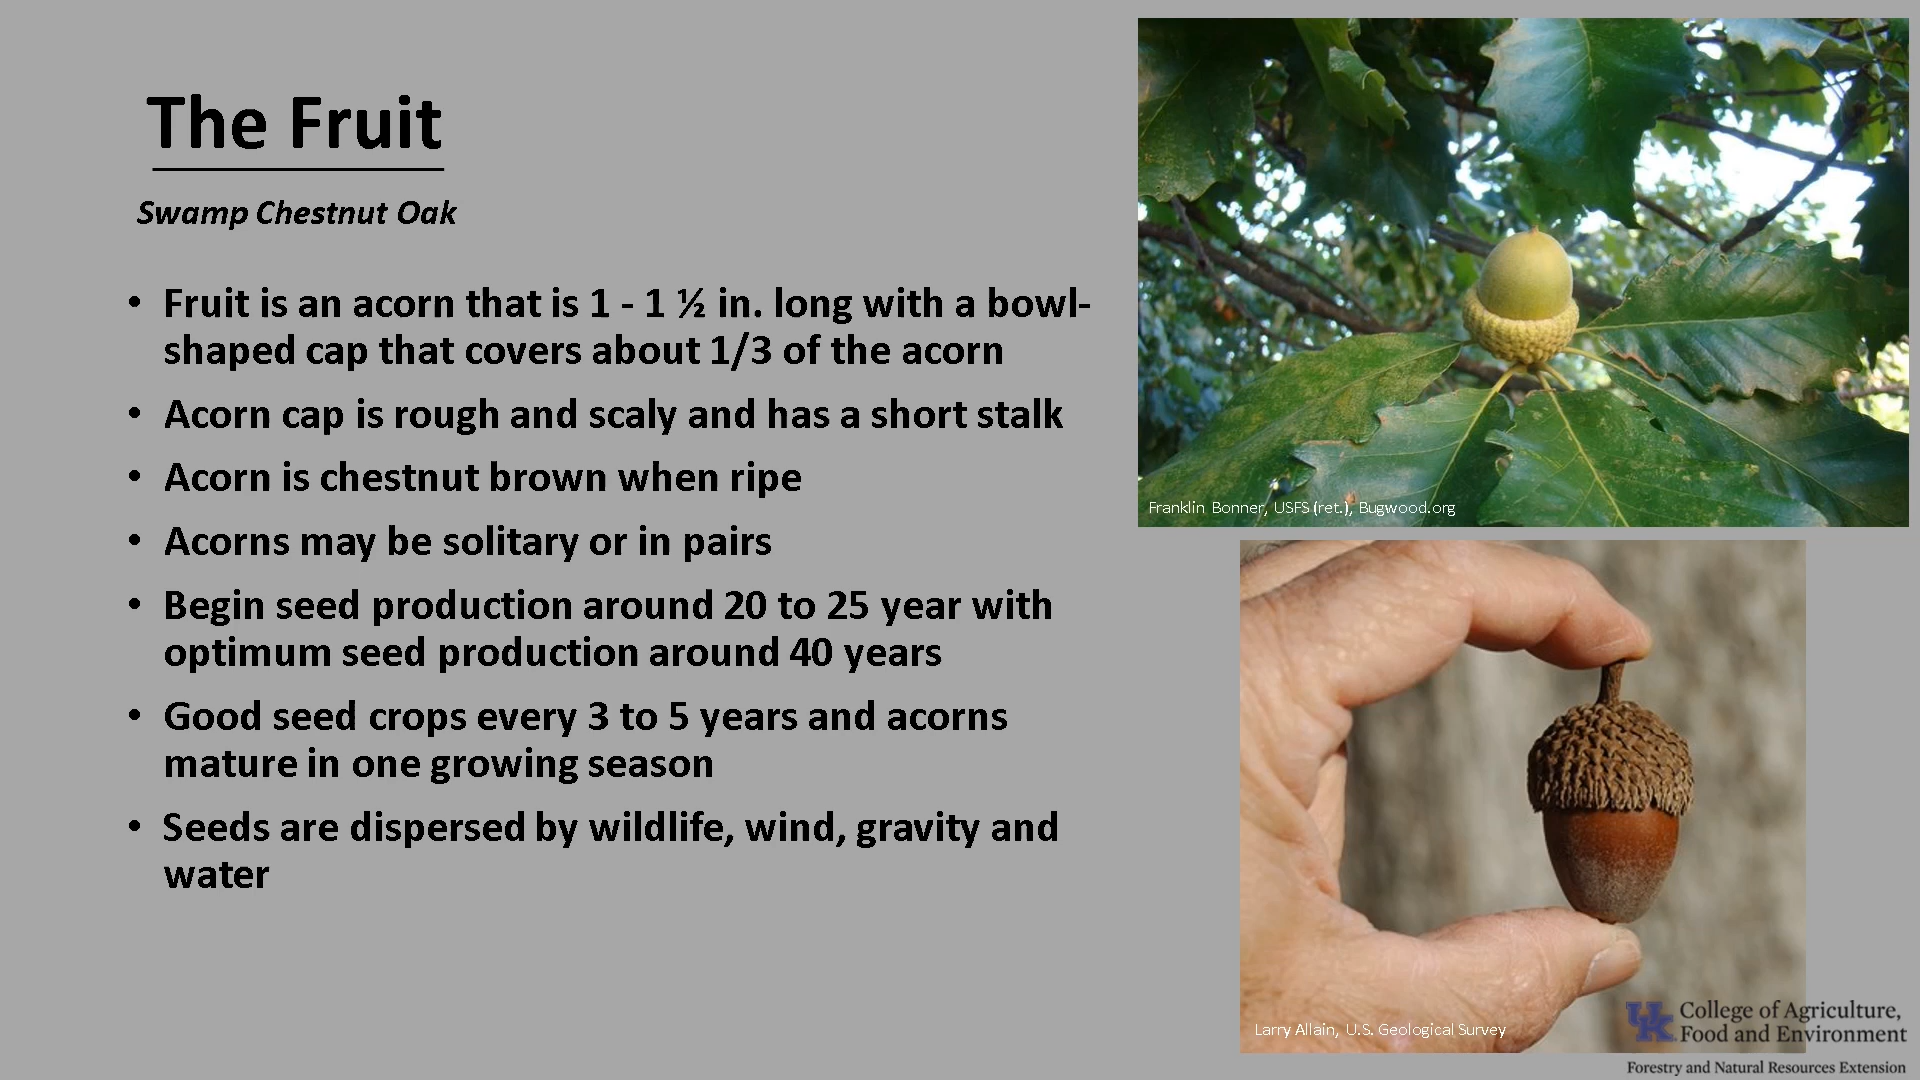 The Fruit
Swamp Chestnut Oak
• Fruit is an acorn that is 1 - 1 ½ in. long with a bowl-
shaped cap that covers about 1/3 of the acorn
• Acorn cap is rough and scaly and has a short stalk
• Acorn is chestnut brown when ripe
• Acorns may be solitary or in pairs
• Begin seed production around 20 to 25 year with
optimum seed production around 40 years
• Good seed crops every 3 to 5 years and acorns
mature in one growing season
• Seeds are dispersed by wildlife, wind, gravity and
water
Franklin Bonner, USFS (ret.), Bugwood.org
Larry Allain, U.S. Geological Survey
UK
College of Agriculture,
Food and Environment
Forestry and Natural Resources Extension